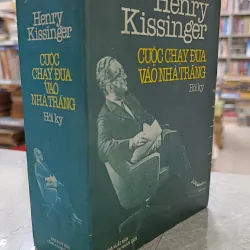 Henry
Kissinger
CUỘC
CHẠY ĐUA
VÀO
NHÀ TRẮNG
Hồi ký
Henry
Kissinger
CUỘC CHẠY ĐUA
VÀO NHÀ TRẮNG
Hồi ký